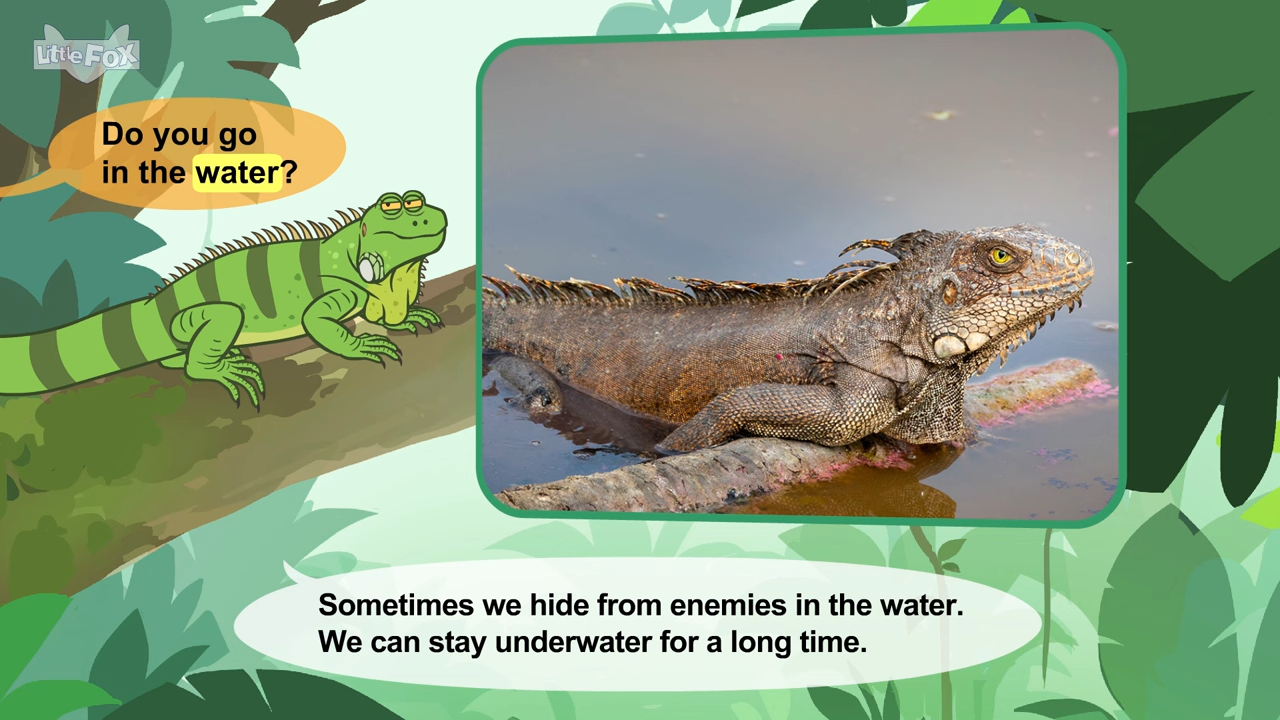 Little Fox
Do you go
in the water?
Sometimes we hide from enemies in the water.
We can stay underwater for a long time.